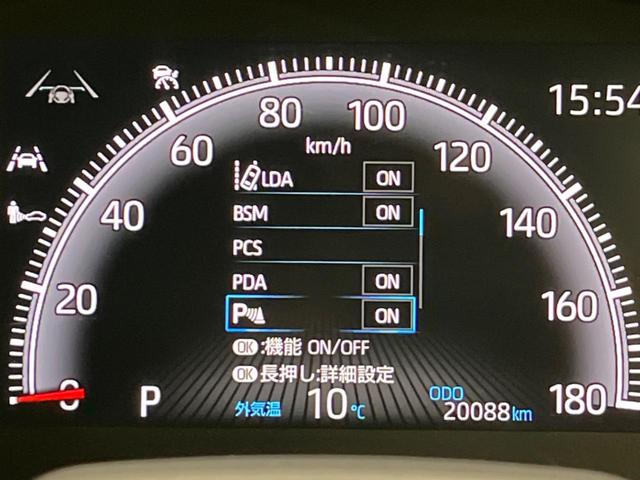 15:54
80
100
km/h
60
120
LDA ON
BSM ON
40
140
PCS
PDA ON
20
160
P ON
OK:機能 ON/OFF
OK長押し:詳細設定
0
P
外気温 10℃
ODO
20088km
180